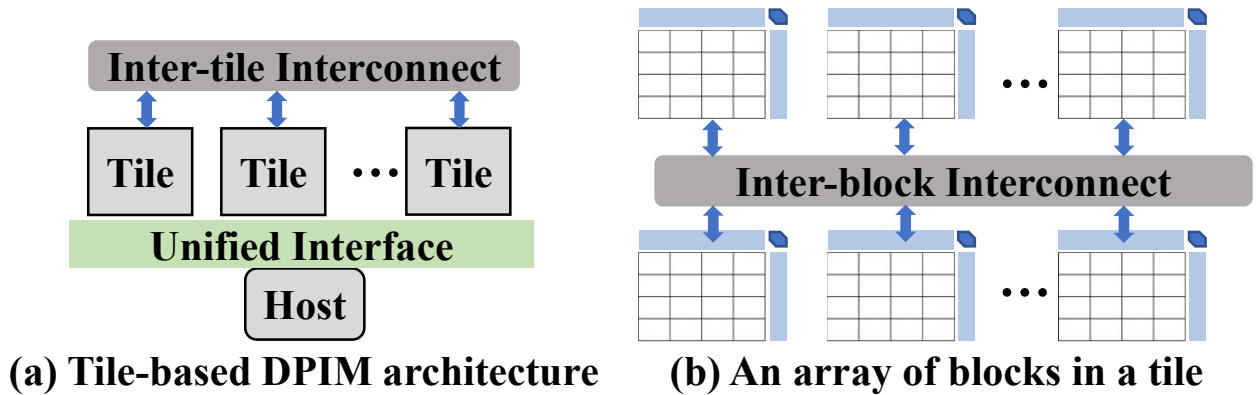 Inter-tile Interconnect
Tile Tile ... Tile
Unified Interface
Host
(a) Tile-based DPIM architecture
...
Inter-block Interconnect
...
(b) An array of blocks in a tile